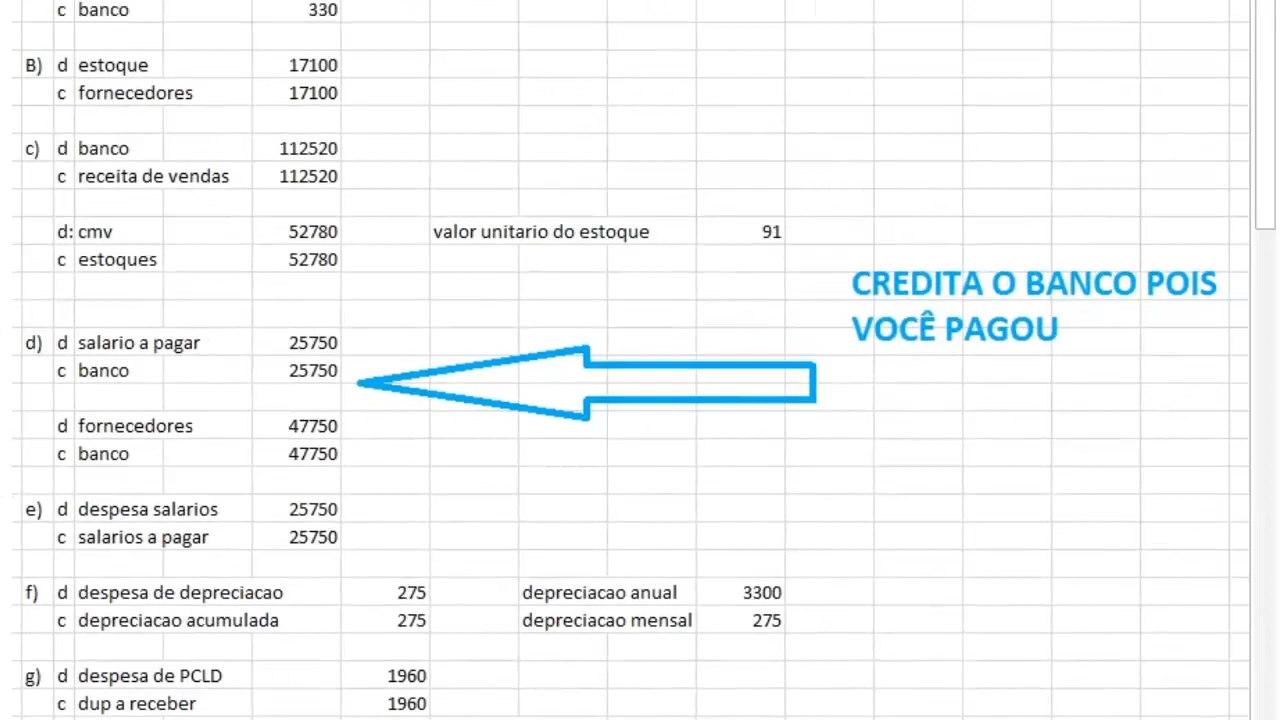 c banco 330
B) d estoque 17100
c fornecedores 17100
c) d banco 112520
c receita de vendas 112520
d: cmv 52780 valor unitario do estoque 91
c estoques 52780
CREDITA O BANCO POIS
VOCÊ PAGOU
d) d salario a pagar 25750
c banco 25750
d fornecedores 47750
c banco 47750
e) d despesa salarios 25750
c salarios a pagar 25750
f) d despesa de depreciacao 275 depreciacao anual 3300
c depreciacao acumulada 275 depreciacao mensal 275
g) d despesa de PCLD 1960
c dup a receber 1960